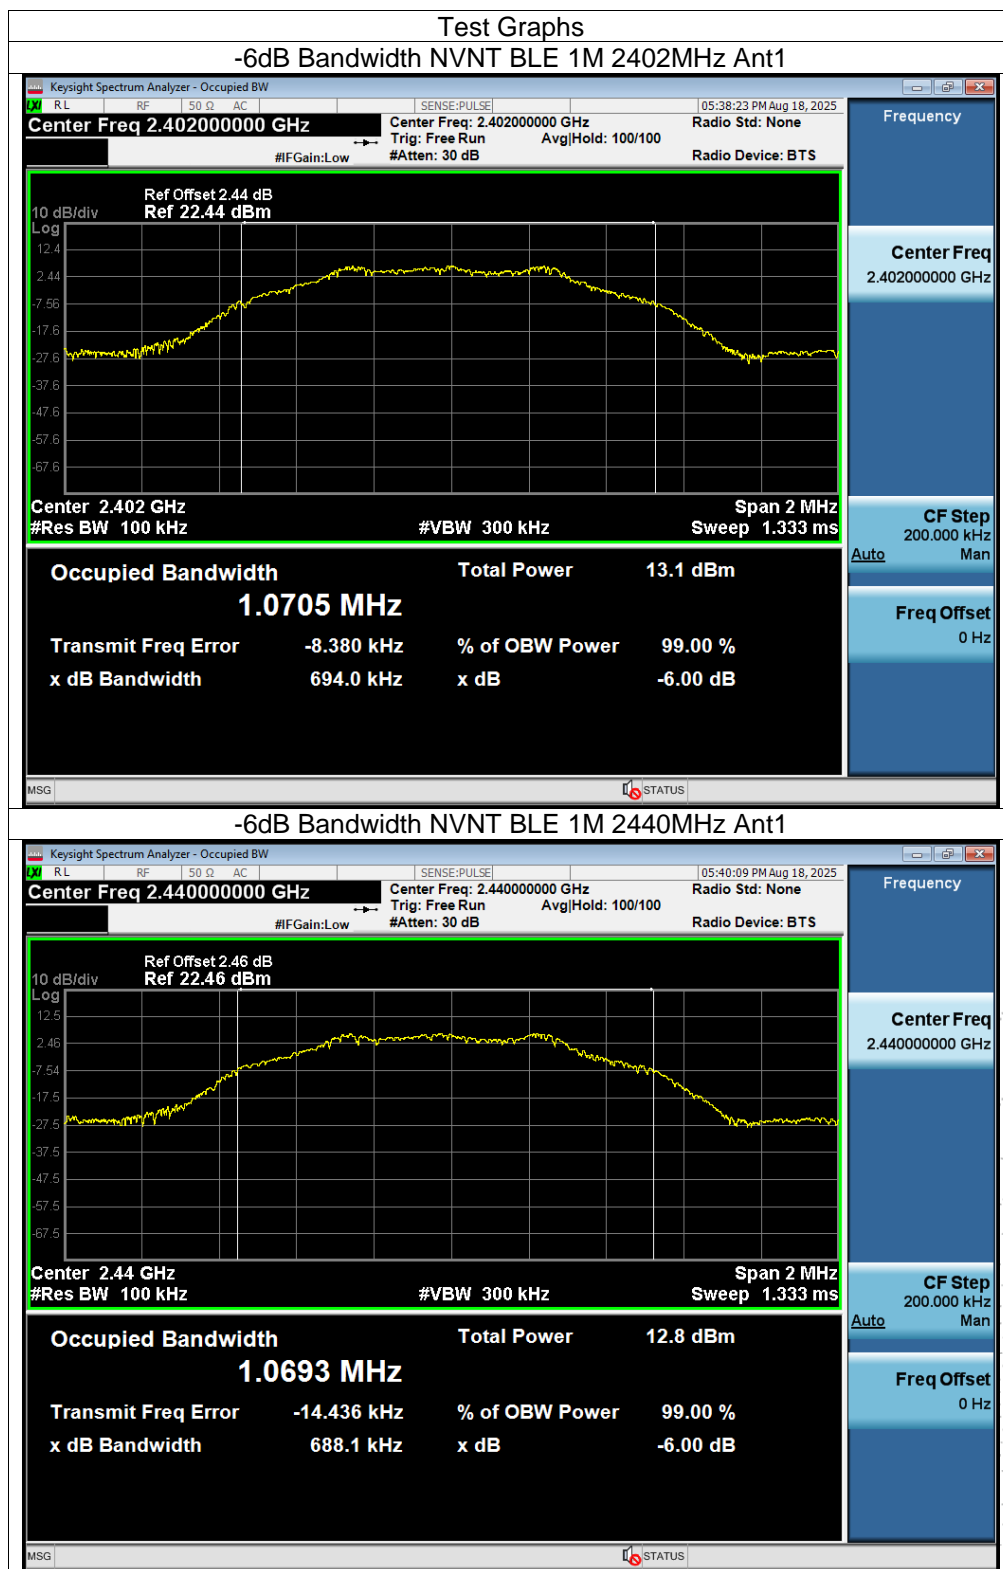 Test Graphs
-6dB Bandwidth NVNT BLE 1M 2402MHz Ant1
Keysight Spectrum Analyzer - Occupied BW
LXI RL RF 50 Ω AC SENSE:PULSE 05:38:23 PM Aug 18, 2025
Center Freq 2.402000000 GHz
Center Freq: 2.402000000 GHz
Radio Std: None
Trig: Free Run Avg|Hold: 100/100
#IFGain:Low
#Atten: 30 dB
Radio Device: BTS
Ref Offset 2.44 dB
10 dB/div Ref 22.44 dBm
Log
12.4
2.44
-7.56
-17.6
-27.6
-37.6
-47.6
-57.6
-67.6
Center 2.402 GHz Span 2 MHz
#Res BW 100 kHz #VBW 300 kHz Sweep 1.333 ms
Occupied Bandwidth Total Power 13.1 dBm
1.0705 MHz
Transmit Freq Error -8.380 kHz % of OBW Power 99.00 %
x dB Bandwidth 694.0 kHz x dB -6.00 dB
MSG STATUS
Frequency
Center Freq
2.402000000 GHz
CF Step
200.000 kHz
Auto Man
Freq Offset
0 Hz
-6dB Bandwidth NVNT BLE 1M 2440MHz Ant1
Keysight Spectrum Analyzer - Occupied BW
LXI RL RF 50 Ω AC SENSE:PULSE 05:40:09 PM Aug 18, 2025
Center Freq 2.440000000 GHz
Center Freq: 2.440000000 GHz
Radio Std: None
Trig: Free Run Avg|Hold: 100/100
#IFGain:Low
#Atten: 30 dB
Radio Device: BTS
Ref Offset 2.46 dB
10 dB/div Ref 22.46 dBm
Log
12.5
2.46
-7.54
-17.5
-27.5
-37.5
-47.5
-57.5
-67.5
Center 2.44 GHz Span 2 MHz
#Res BW 100 kHz #VBW 300 kHz Sweep 1.333 ms
Occupied Bandwidth Total Power 12.8 dBm
1.0693 MHz
Transmit Freq Error -14.436 kHz % of OBW Power 99.00 %
x dB Bandwidth 688.1 kHz x dB -6.00 dB
MSG STATUS
Frequency
Center Freq
2.440000000 GHz
CF Step
200.000 kHz
Auto Man
Freq Offset
0 Hz